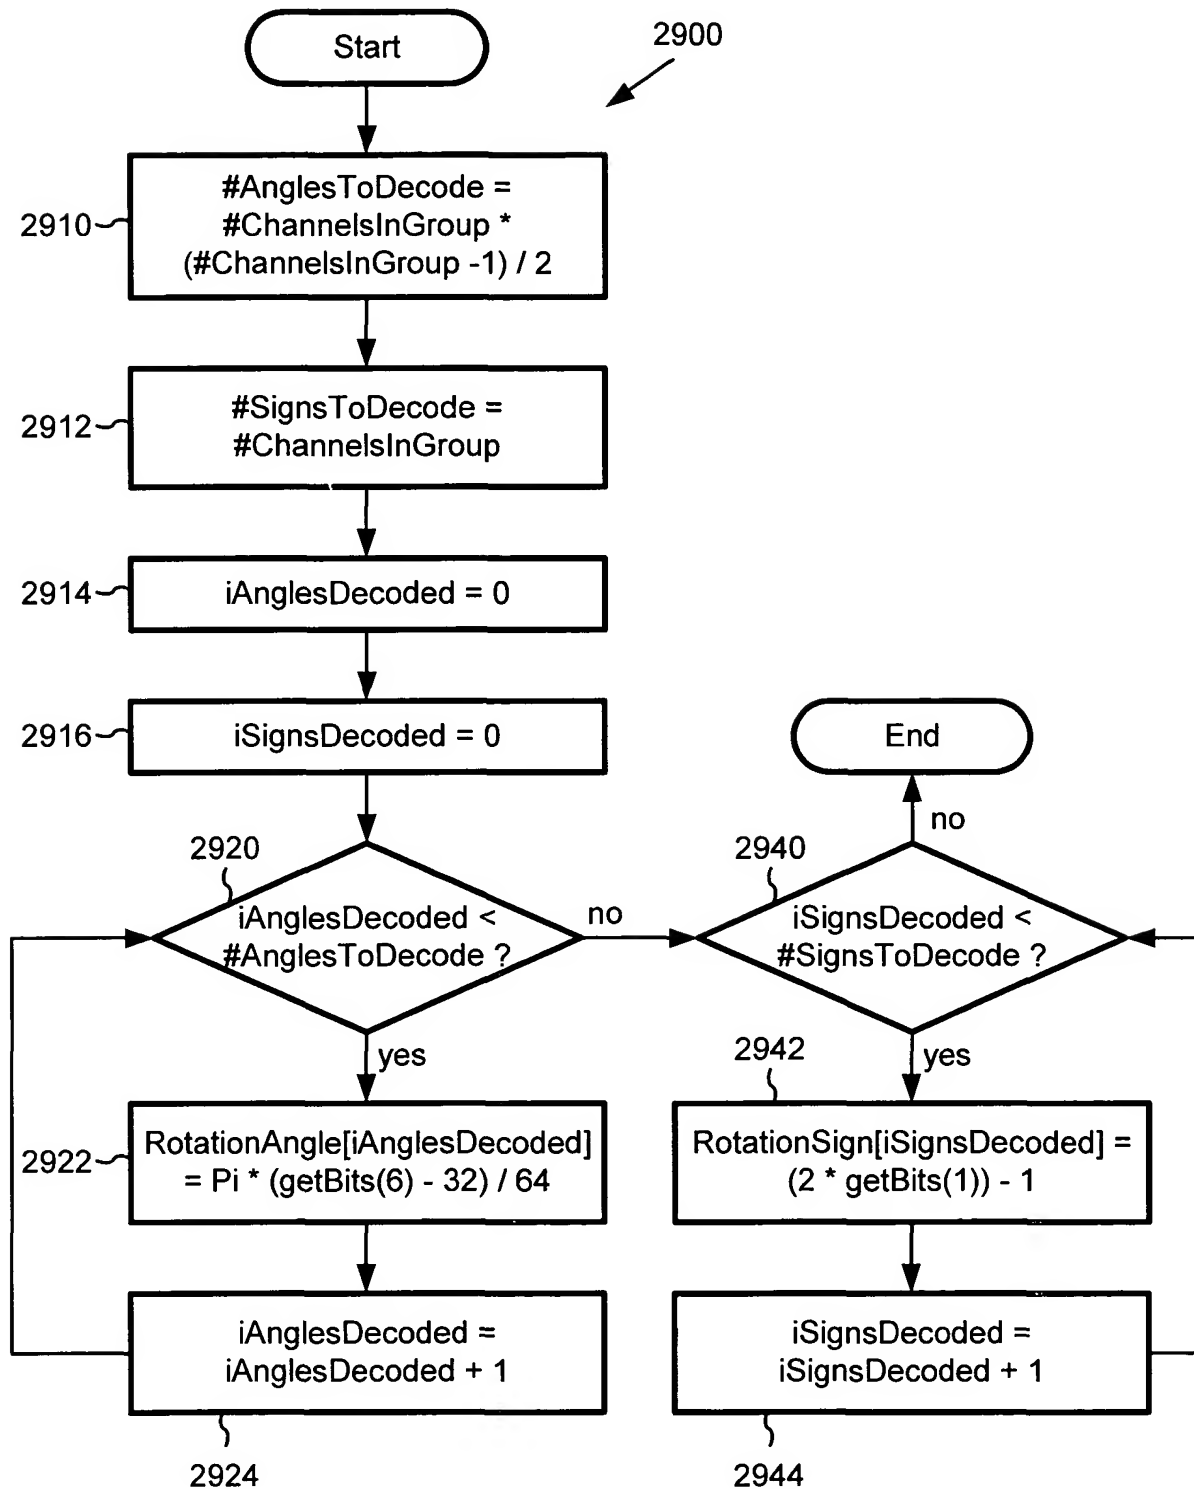 Start
2900
#AnglesToDecode =
#ChannelsInGroup *
(#ChannelsInGroup -1) / 2
2910
#SignsToDecode =
#ChannelsInGroup
2912
iAnglesDecoded = 0
2914
iSignsDecoded = 0
2916
End
no
2920
iAnglesDecoded <
#AnglesToDecode ?
no
2940
iSignsDecoded <
#SignsToDecode ?
yes
2942
yes
RotationAngle[iAnglesDecoded]
= Pi * (getBits(6) - 32) / 64
2922
RotationSign[iSignsDecoded] =
(2 * getBits(1)) - 1
iAnglesDecoded =
iAnglesDecoded + 1
iSignsDecoded =
iSignsDecoded + 1
2924
2944